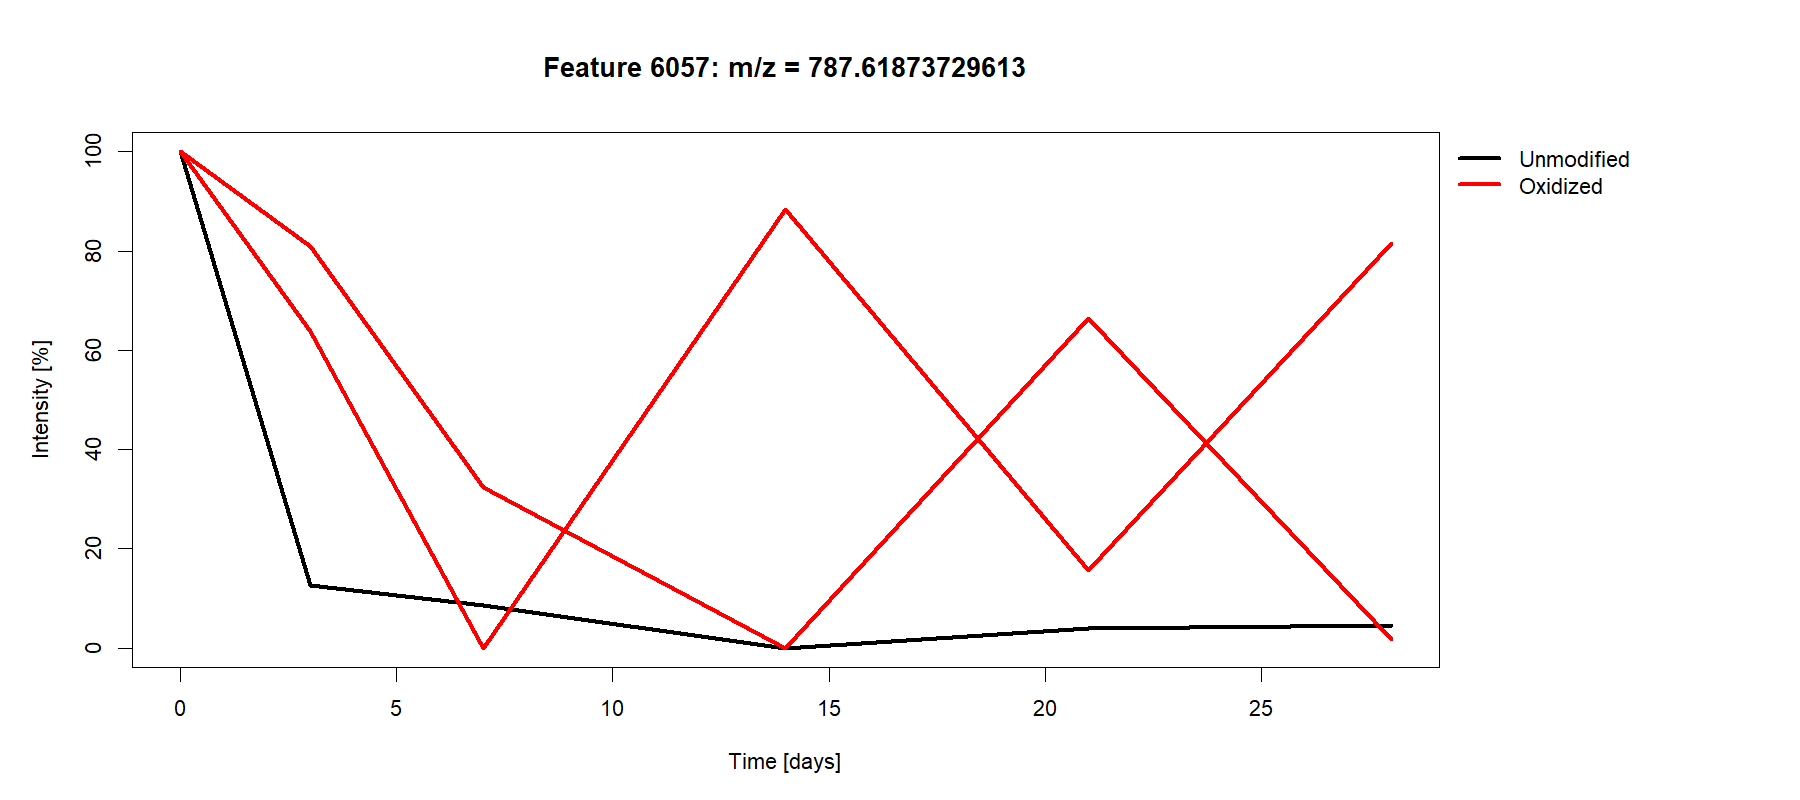 Feature 6057: m/z = 787.61873729613
Unmodified
Oxidized
Intensity [%]
100
80
60
40
20
0
0 5 10 15 20 25
Time [days]